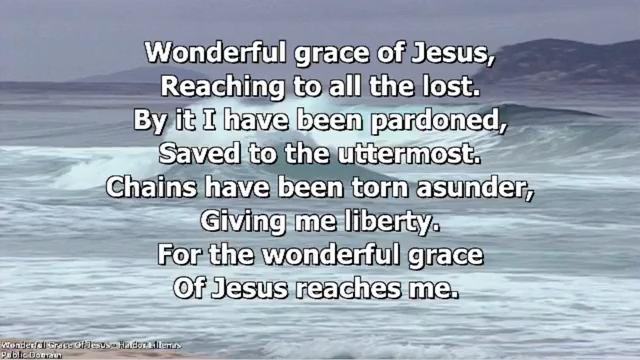 Wonderful grace of Jesus,
Reaching to all the lost.
By it I have been pardoned,
Saved to the uttermost.
Chains have been torn asunder,
Giving me liberty.
For the wonderful grace
Of Jesus reaches me.
Wonderful Grace Of Jesus - Haldor Lillenas
Public Domain